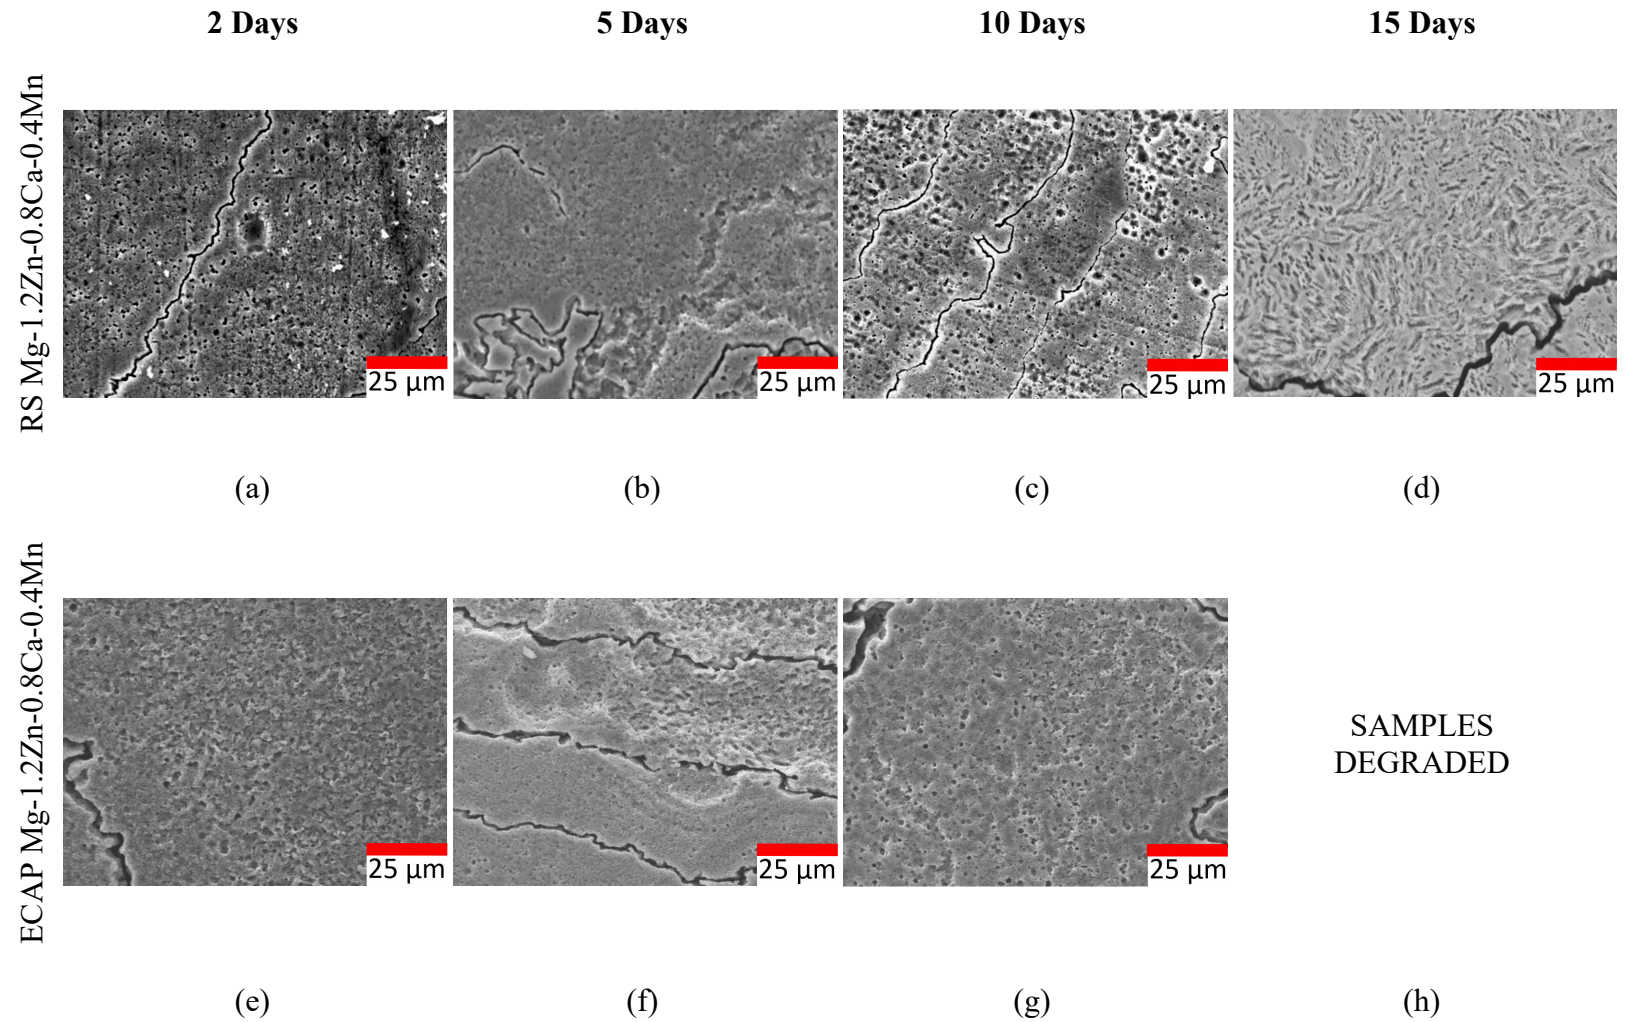 2 Days 5 Days 10 Days 15 Days
RS Mg-1.2Zn-0.8Ca-0.4Mn
25 µm 25 µm 25 µm 25 µm
(a) (b) (c) (d)
ECAP Mg-1.2Zn-0.8Ca-0.4Mn
SAMPLES
DEGRADED
25 µm 25 µm 25 µm
(e) (f) (g) (h)